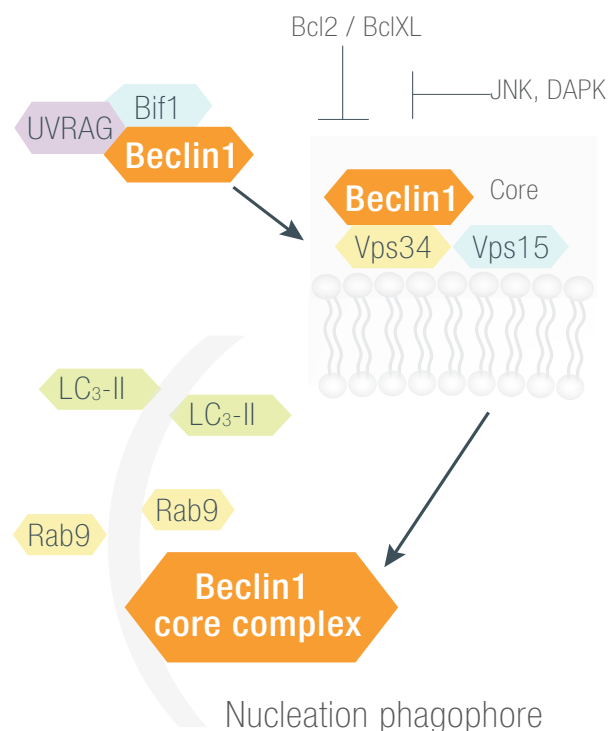 Bcl2 / BclXL
JNK, DAPK
Bif1
UVRAG
Beclin1
Beclin1
Core
Vps34
Vps15
LC₃-II
LC₃-II
Rab9
Rab9
Beclin1
core complex
Nucleation phagophore